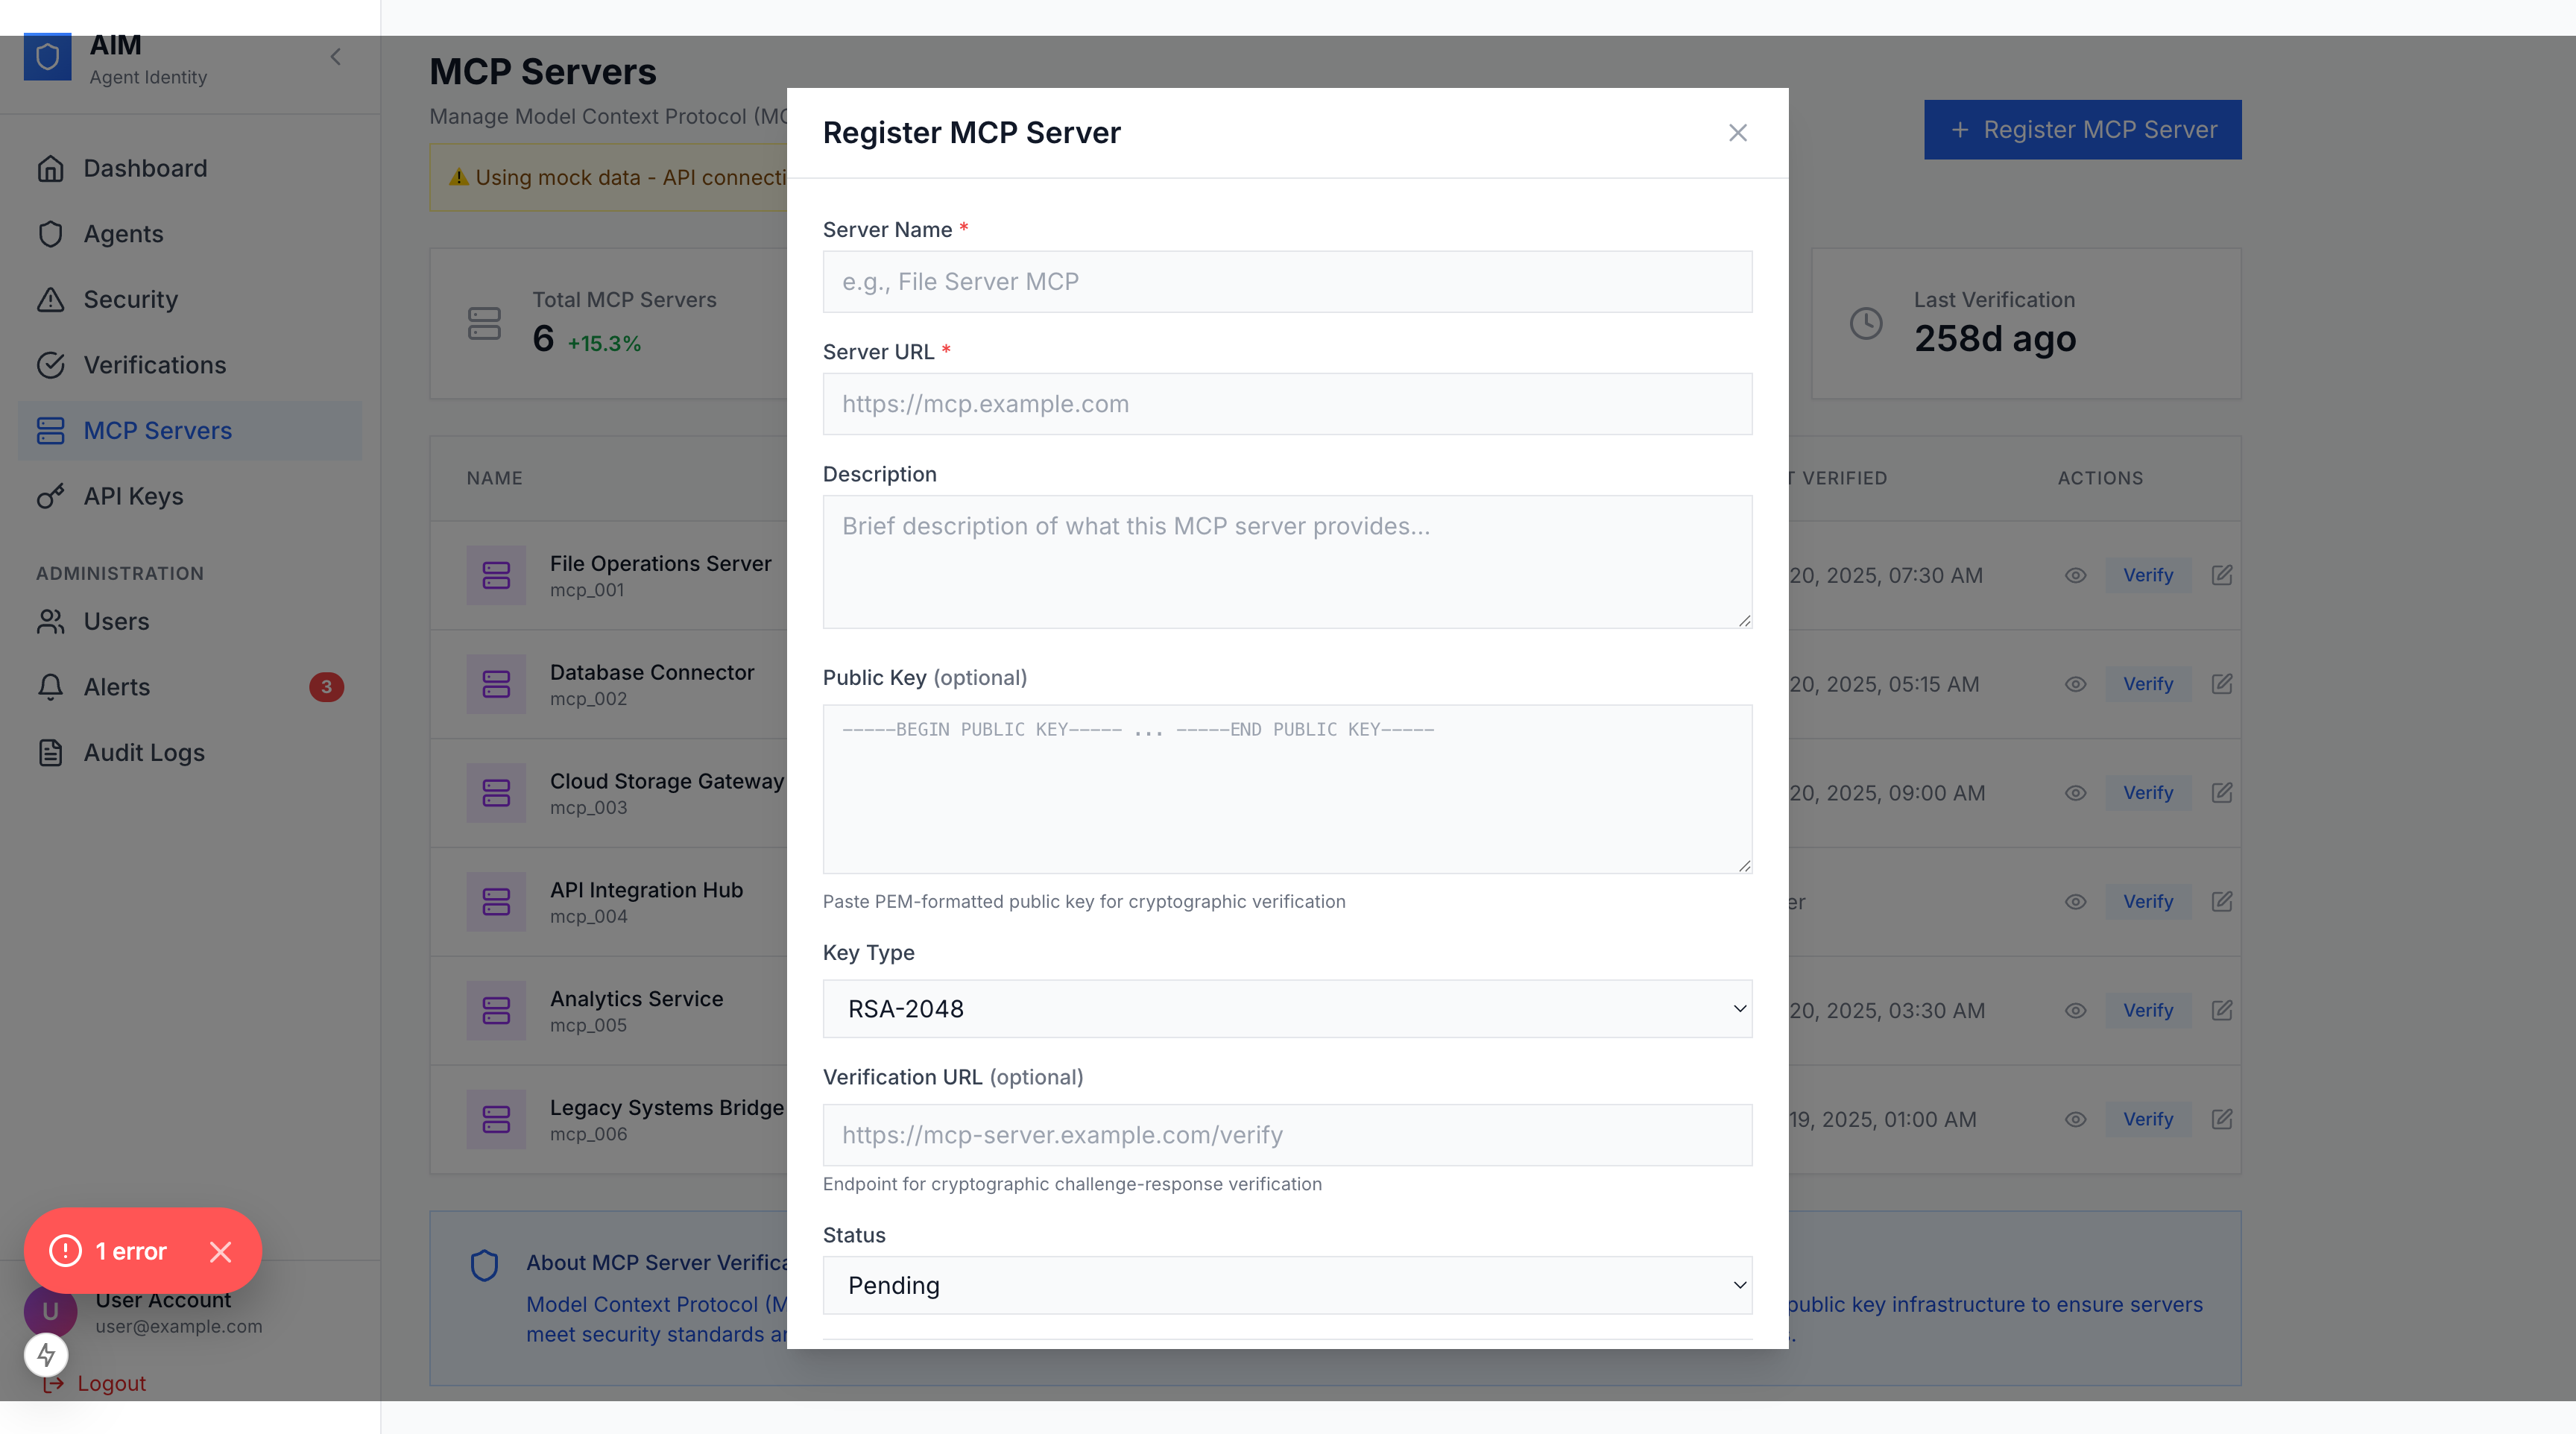 AIM
Agent Identity
Dashboard
Agents
Security
Verifications
MCP Servers
API Keys
ADMINISTRATION
Users
Alerts
3
Audit Logs
1 error
U
User Account
user@example.com
Logout
MCP Servers
Manage Model Context Protocol
Using mock data - API
+ Register MCP Server
Total MCP Servers
6 +15.3%
Last Verification
258d ago
NAME
VERIFIED
ACTIONS
File Operations Server
mcp_001
20, 2025, 07:30 AM
Verify
Database Connector
mcp_002
20, 2025, 05:15 AM
Verify
Cloud Storage Gateway
mcp_003
20, 2025, 09:00 AM
Verify
API Integration Hub
mcp_004
Verify
Analytics Service
mcp_005
20, 2025, 03:30 AM
Verify
Legacy Systems Bridge
mcp_006
19, 2025, 01:00 AM
Verify
About MCP Server
Model Context Protocol
public key infrastructure to ensure servers
meet security standards
Register MCP Server
Server Name *
e.g., File Server MCP
Server URL *
https://mcp.example.com
Description
Brief description of what this MCP server provides...
Public Key (optional)
-----BEGIN PUBLIC KEY----- ... -----END PUBLIC KEY-----
Paste PEM-formatted public key for cryptographic verification
Key Type
RSA-2048
Verification URL (optional)
https://mcp-server.example.com/verify
Endpoint for cryptographic challenge-response verification
Status
Pending